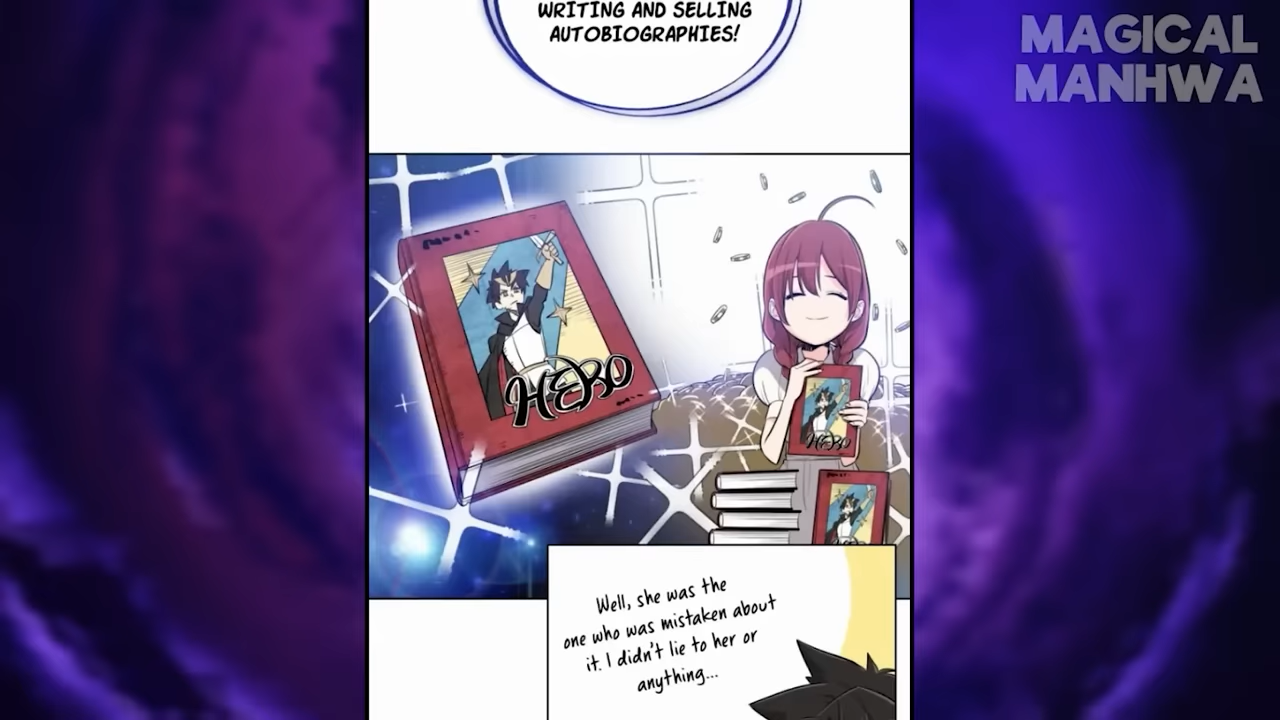 WRITING AND SELLING
AUTOBIOGRAPHIES!
MAGICAL
MANHWA
HERO
HERO
Well, she was the
one who was mistaken about
it. I didn't lie to her or
anything...